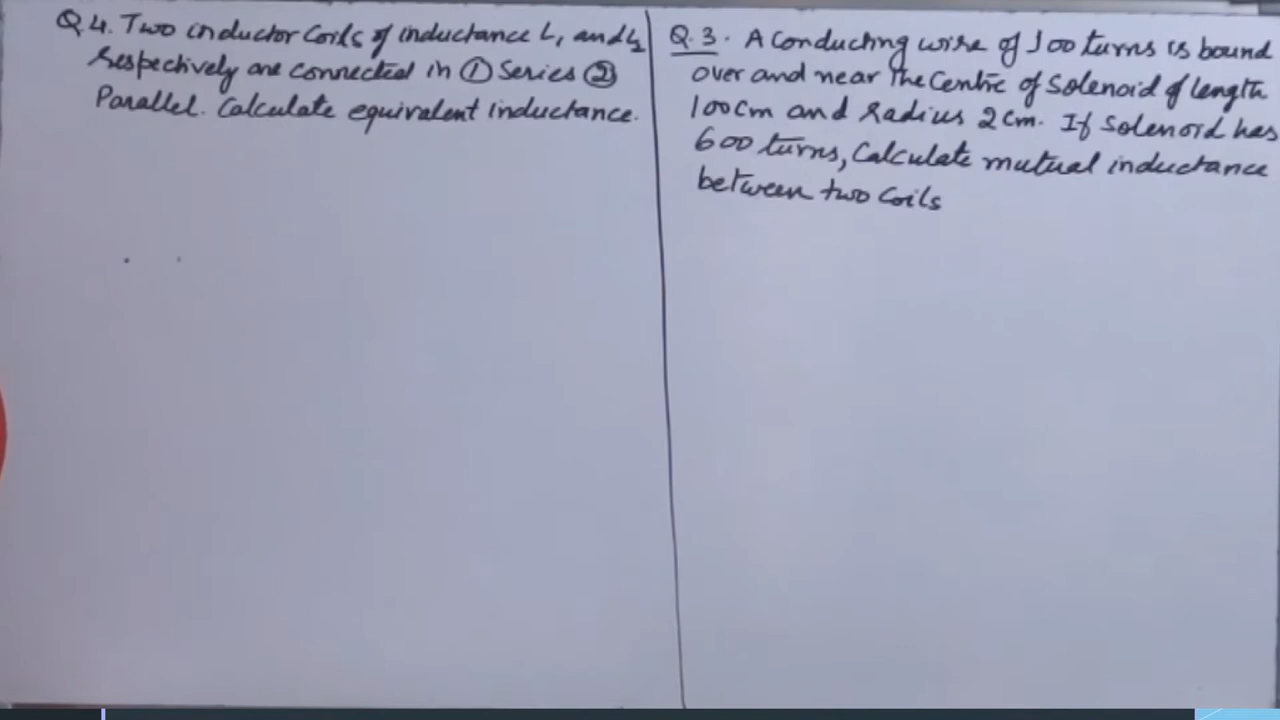 Q.4. Two inductor Coils of inductance L₁ and L₂
respectively are connected in ① Series ②
Parallel. Calculate equivalent inductance.
Q.3. A Conducting wire of 100 turns is bound
over and near the Centre of Solenoid of length
100cm and radius 2cm. If Solenoid has
600 turns, Calculate mutual inductance
between two Coils